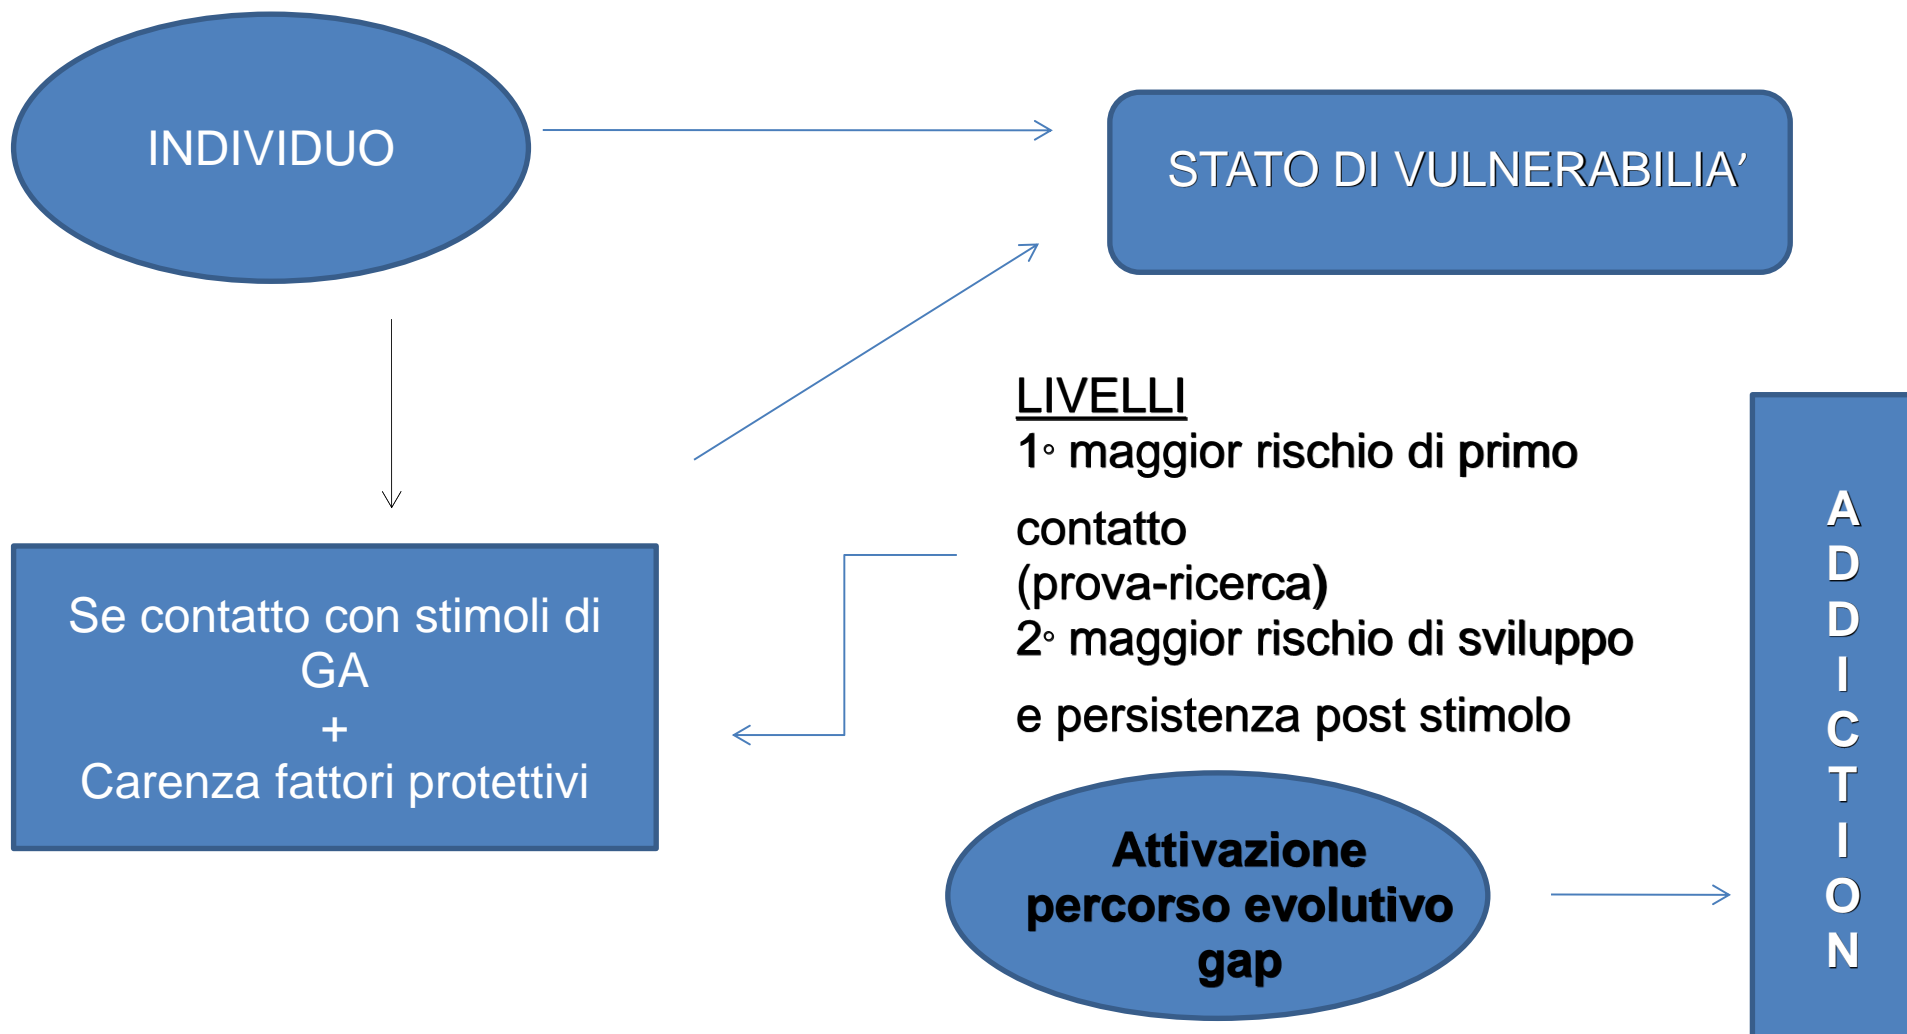 INDIVIDUO
STATO DI VULNERABILIA’
LIVELLI
1° maggior rischio di primo
contatto
(prova-ricerca)
2° maggior rischio di sviluppo
e persistenza post stimolo
Se contatto con stimoli di
GA
+
Carenza fattori protettivi
Attivazione
percorso evolutivo
gap
A
D
D
I
C
T
I
O
N